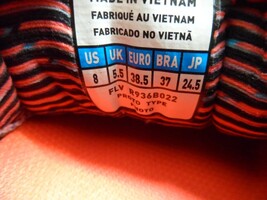 MADE IN VIETNAM
FABRIQUÉ AU VIETNAM
FABRICADO NO VIETNÃ
US UK EURO BRA JP
8 5.5 38.5 37 24.5
FLV R936B022
PROTO TYPE